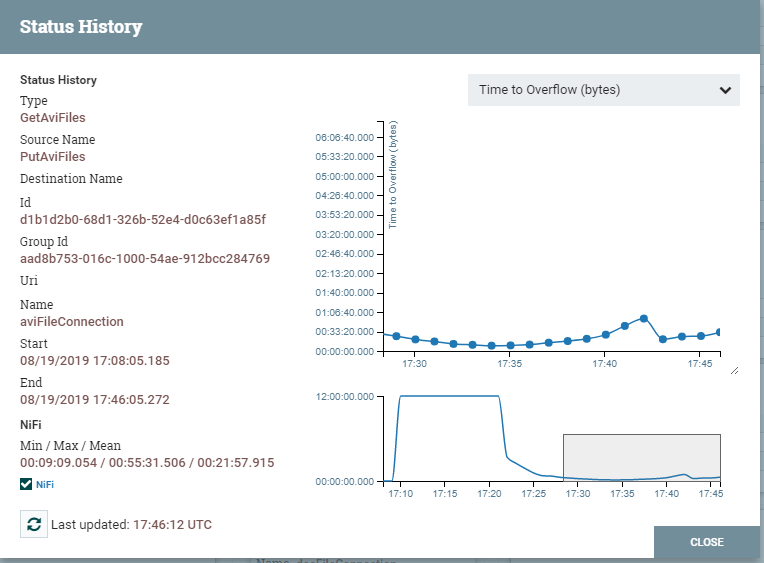 Status History
Status History
Time to Overflow (bytes)
Type
GetAviFiles
Source Name
PutAviFiles
Destination Name
Id
d1b1d2b0-68d1-326b-52e4-d0c63ef1a85f
Group Id
aad8b753-016c-1000-54ae-912bcc284769
Uri
Name
aviFileConnection
Start
08/19/2019 17:08:05.185
End
08/19/2019 17:46:05.272
NiFi
Min / Max / Mean
00:09:09.054 / 00:55:31.506 / 00:21:57.915
NiFi
Last updated: 17:46:12 UTC
Time to Overflow (bytes)
06:06:40.000
05:33:20.000
05:00:00.000
04:26:40.000
03:53:20.000
03:20:00.000
02:46:40.000
02:13:20.000
01:40:00.000
01:06:40.000
00:33:20.000
00:00:00.000
17:30 17:35 17:40 17:45
12:00:00.000
00:00:00.000
17:10 17:15 17:20 17:25 17:30 17:35 17:40 17:45
CLOSE